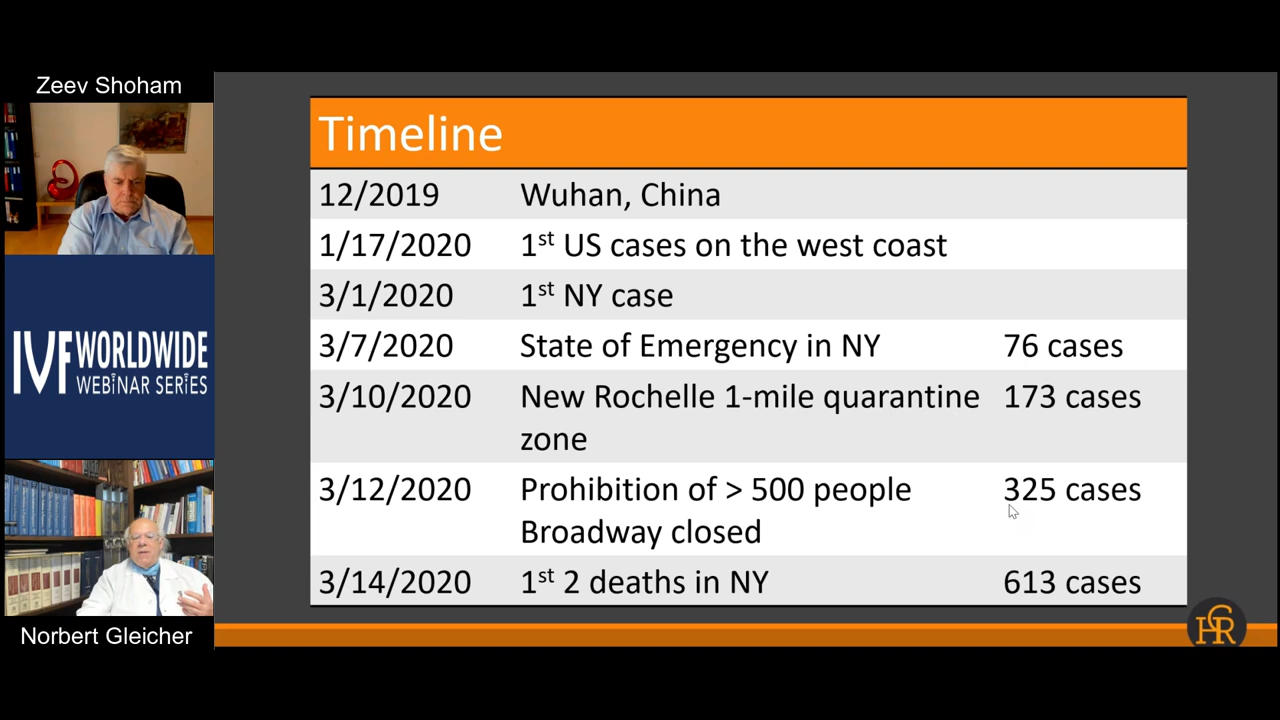 Zeev Shoham
IVF WORLDWIDE
WEBINAR SERIES
Norbert Gleicher
Timeline
12/2019 Wuhan, China
1/17/2020 1st US cases on the west coast
3/1/2020 1st NY case
3/7/2020 State of Emergency in NY 76 cases
3/10/2020 New Rochelle 1-mile quarantine 173 cases
zone
3/12/2020 Prohibition of > 500 people 325 cases
Broadway closed
3/14/2020 1st 2 deaths in NY 613 cases
CHR